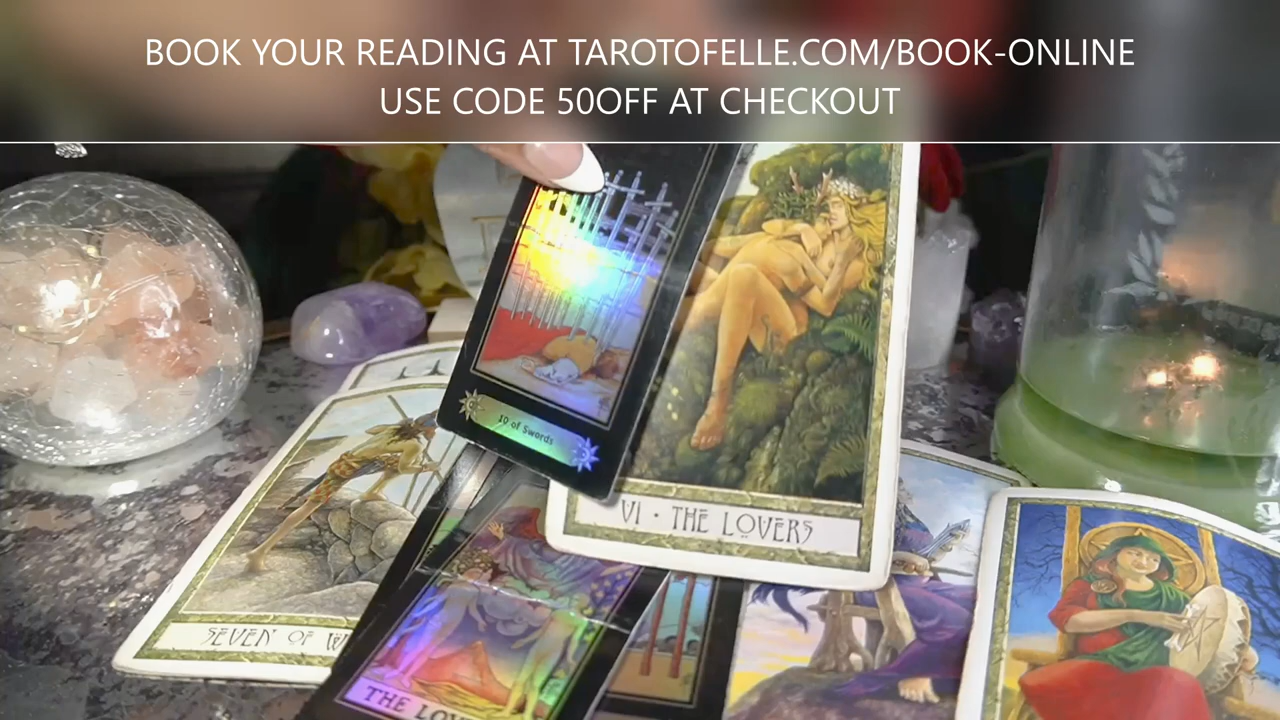 BOOK YOUR READING AT TAROTOFELLE.COM/BOOK-ONLINE
USE CODE 50OFF AT CHECKOUT
10 of Swords
VI · THE LOVERS
SEVEN OF
THE